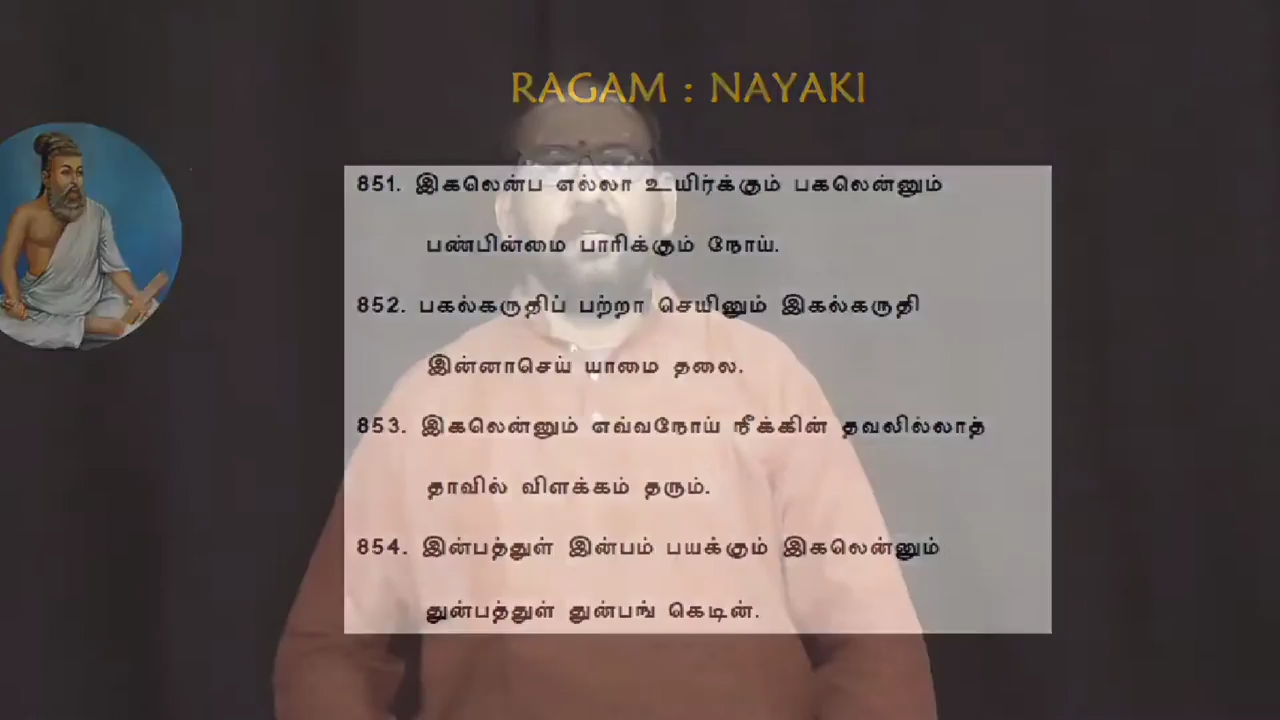 RAGAM : NAYAKI
851. இகலென்ப எல்லா உயிர்க்கும் பகலென்னும்
பண்பின்மை பாரிக்கும் நோய்.
852. பகல்கருதிப் பற்றா செயினும் இகல்கருதி
இன்னாசெய் யாமை தலை.
853. இகலென்னும் எவ்வநோய் நீக்கின் தவலில்லாத்
தாவில் விளக்கம் தரும்.
854. இன்பத்துள் இன்பம் பயக்கும் இகலென்னும்
துன்பத்துள் துன்பங் கெடின்.